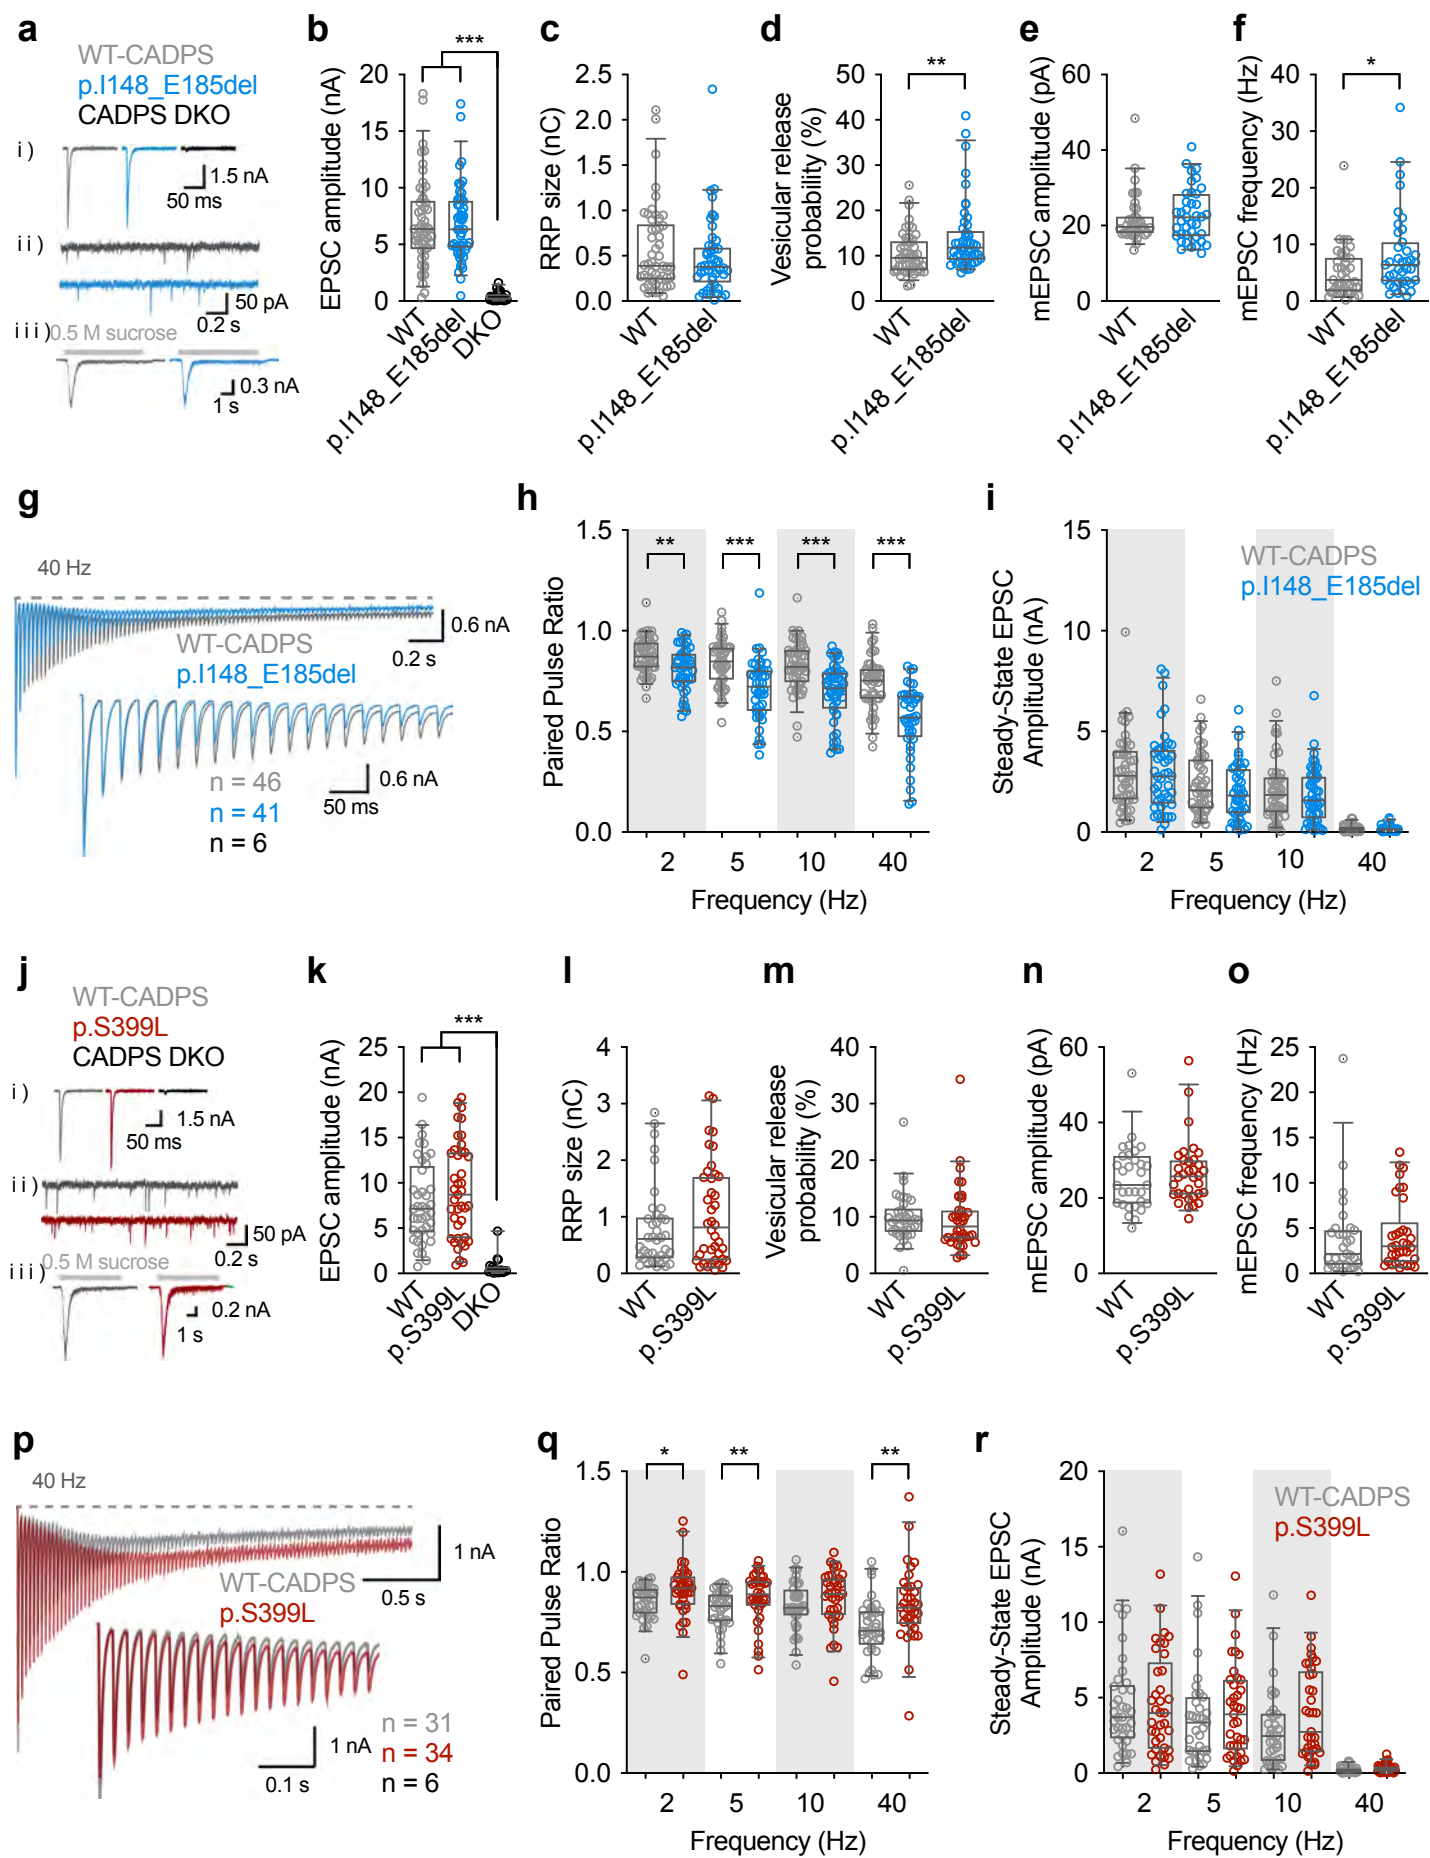 a
WT-CADPS
p.I148_E185del
CADPS DKO
i)
1.5 nA
50 ms
ii)
50 pA
0.2 s
iii)
0.5 M sucrose
0.3 nA
1 s
b
***
EPSC amplitude (nA)
20
15
10
5
0
WT
p.I148_E185del
DKO
c
RRP size (nC)
2.5
2.0
1.5
1.0
0.5
0.0
WT
p.I148_E185del
d
**
Vesicular release
probability (%)
50
40
30
20
10
0
WT
p.I148_E185del
e
mEPSC amplitude (pA)
60
40
20
0
WT
p.I148_E185del
f
*
mEPSC frequency (Hz)
40
30
20
10
0
WT
p.I148_E185del
g
40 Hz
0.6 nA
0.2 s
WT-CADPS
p.I148_E185del
n = 46
n = 41
n = 6
0.6 nA
50 ms
h
Paired Pulse Ratio
1.5
1.0
0.5
0.0
** *** *** ***
2 5 10 40
Frequency (Hz)
i
Steady-State EPSC
Amplitude (nA)
15
10
5
0
WT-CADPS
p.I148_E185del
2 5 10 40
Frequency (Hz)
j
WT-CADPS
p.S399L
CADPS DKO
i)
1.5 nA
50 ms
ii)
50 pA
0.2 s
iii)
0.5 M sucrose
0.2 nA
1 s
k
***
EPSC amplitude (nA)
25
20
15
10
5
0
WT
p.S399L
DKO
l
RRP size (nC)
4
3
2
1
0
WT
p.S399L
m
Vesicular release
probability (%)
40
30
20
10
0
WT
p.S399L
n
mEPSC amplitude (pA)
60
40
20
0
WT
p.S399L
o
mEPSC frequency (Hz)
25
20
15
10
5
0
WT
p.S399L
p
40 Hz
1 nA
0.5 s
WT-CADPS
p.S399L
n = 31
n = 34
n = 6
1 nA
0.1 s
q
Paired Pulse Ratio
1.5
1.0
0.5
0.0
* ** **
2 5 10 40
Frequency (Hz)
r
Steady-State EPSC
Amplitude (nA)
20
15
10
5
0
WT-CADPS
p.S399L
2 5 10 40
Frequency (Hz)